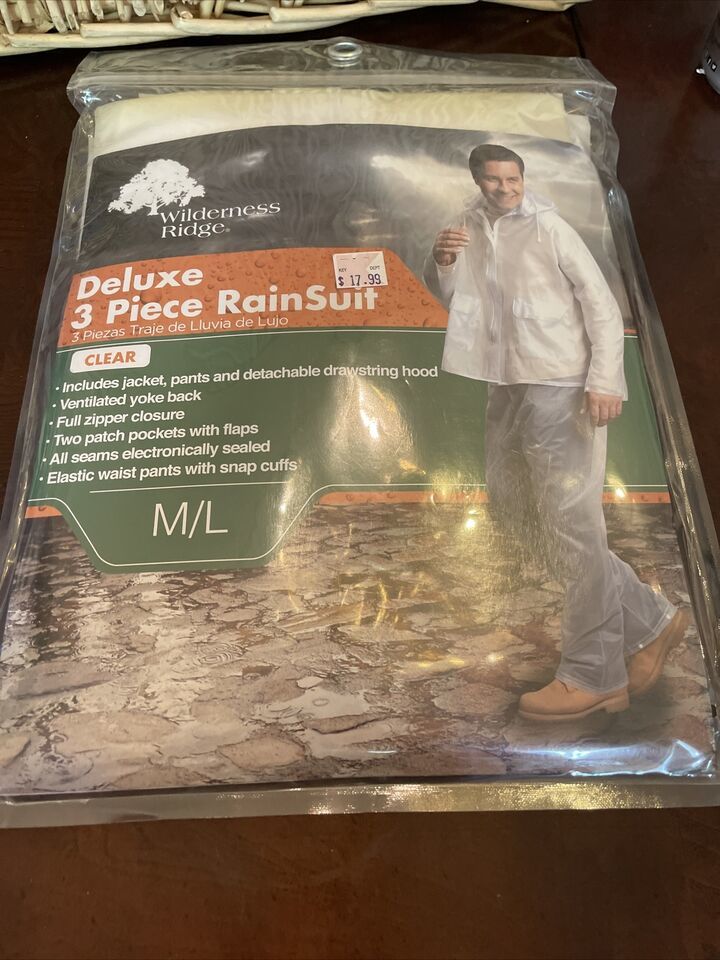 Wilderness
Ridge
KEY DEPT
$ 17.99
Deluxe
3 Piece RainSuit
3 Piezas Traje de Lluvia de Lujo
CLEAR
• Includes jacket, pants and detachable drawstring hood
• Ventilated yoke back
• Full zipper closure
• Two patch pockets with flaps
• All seams electronically sealed
• Elastic waist pants with snap cuffs
M/L